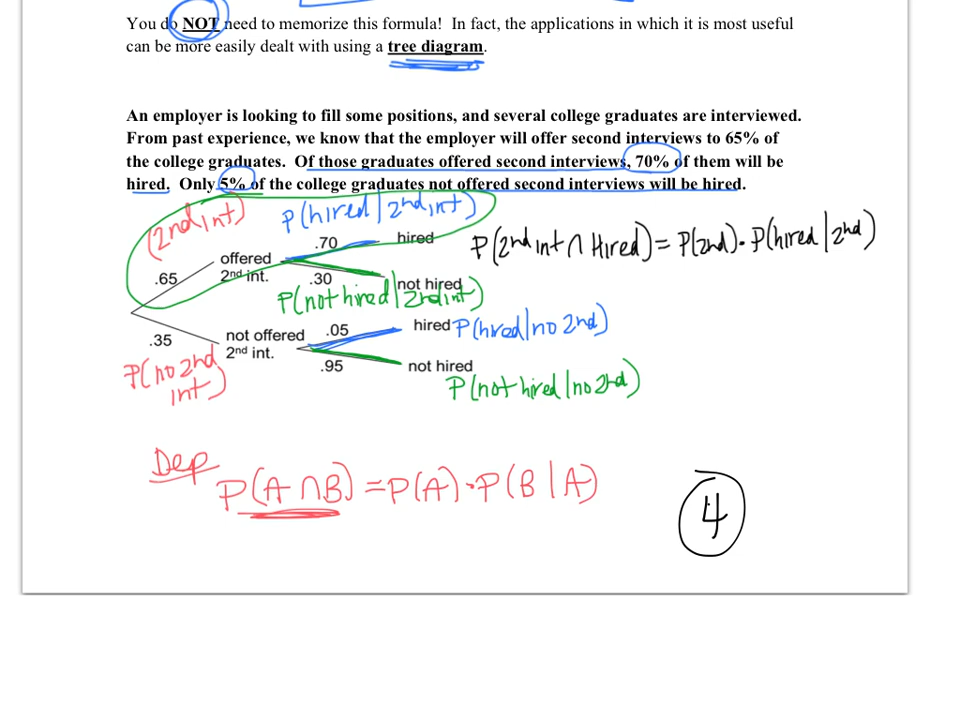 You do NOT need to memorize this formula! In fact, the applications in which it is most useful
can be more easily dealt with using a tree diagram.
An employer is looking to fill some positions, and several college graduates are interviewed.
From past experience, we know that the employer will offer second interviews to 65% of
the college graduates. Of those graduates offered second interviews, 70% of them will be
hired. Only 5% of the college graduates not offered second interviews will be hired.
(2nd int)
P(hired | 2nd int)
.70
hired
P(2nd int ∩ Hired) = P(2nd) · P(hired | 2nd)
offered
2nd int.
.65
.30
not hired
P(not hired | 2nd int)
.35
not offered
2nd int.
.05
hired
P(hired | no 2nd)
.95
not hired
P(no 2nd
int)
P(not hired | no 2nd)
Dep
P(A ∩ B) = P(A) · P(B | A)
4